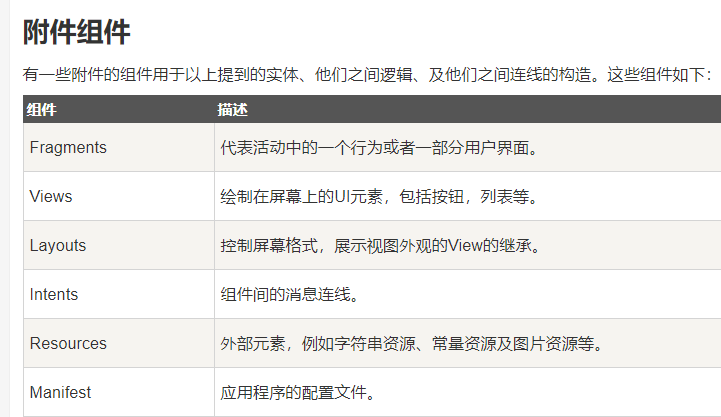 附件组件
有一些附件的组件用于以上提到的实体、他们之间逻辑、及他们之间连线的构造。这些组件如下：
组件 描述
Fragments 代表活动中的一个行为或者一部分用户界面。
Views 绘制在屏幕上的UI元素，包括按钮，列表等。
Layouts 控制屏幕格式，展示视图外观的View的继承。
Intents 组件间的消息连线。
Resources 外部元素，例如字符串资源、常量资源及图片资源等。
Manifest 应用程序的配置文件。